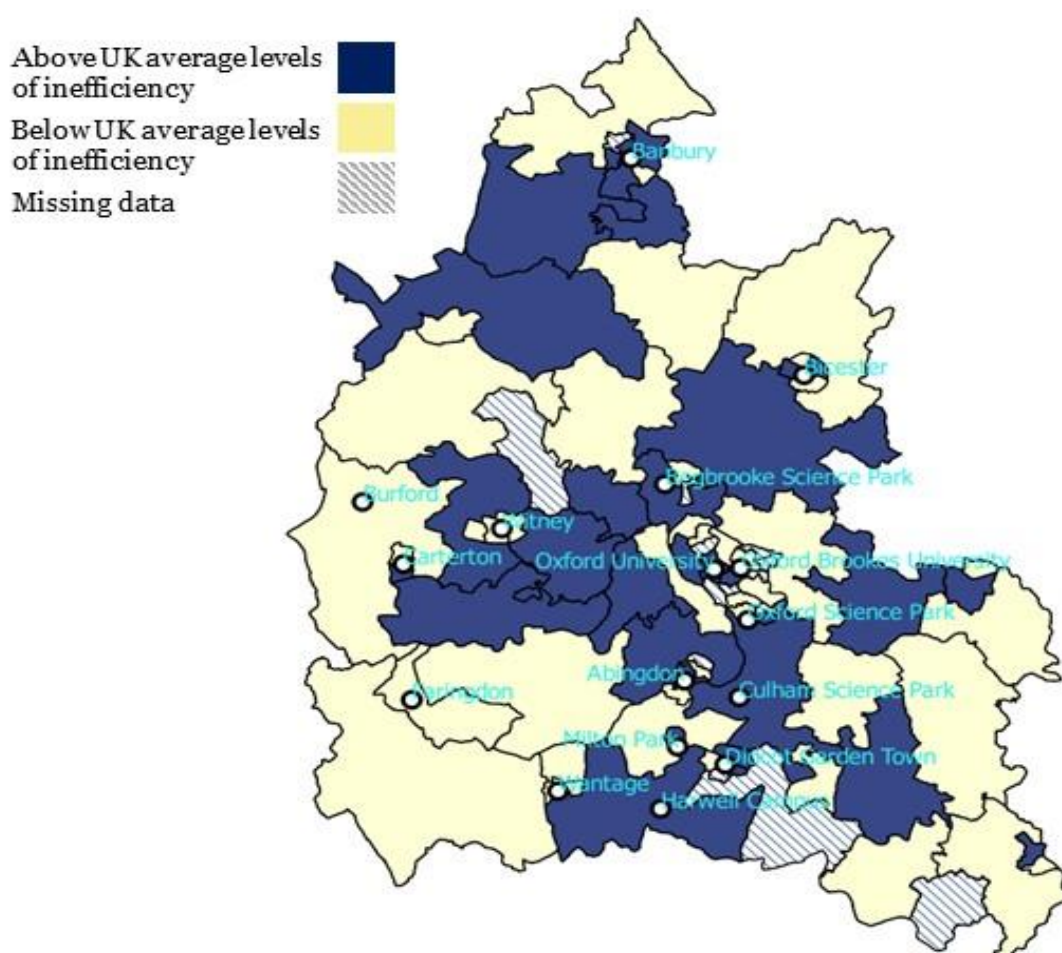 Above UK average levels
of inefficiency
Below UK average levels
of inefficiency
Missing data
Banbury
Bicester
Begbrooke Science Park
Burford
Witney
Carterton
Oxford University
Oxford Brookes University
Oxford Science Park
Abingdon
Culham Science Park
Faringdon
Milton Park
Didcot Garden Town
Wantage
Harwell Campus